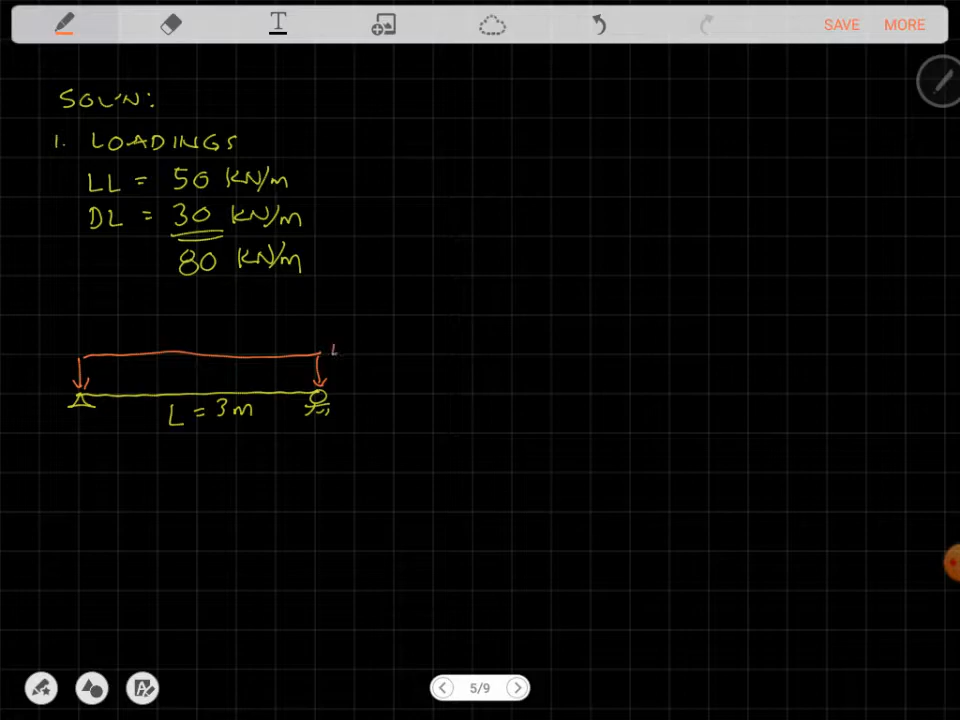 SAVE MORE
SOL'N:
1. LOADINGS
LL = 50 KN/m
DL = 30 KN/m
80 KN/m
L = 3m
5/9